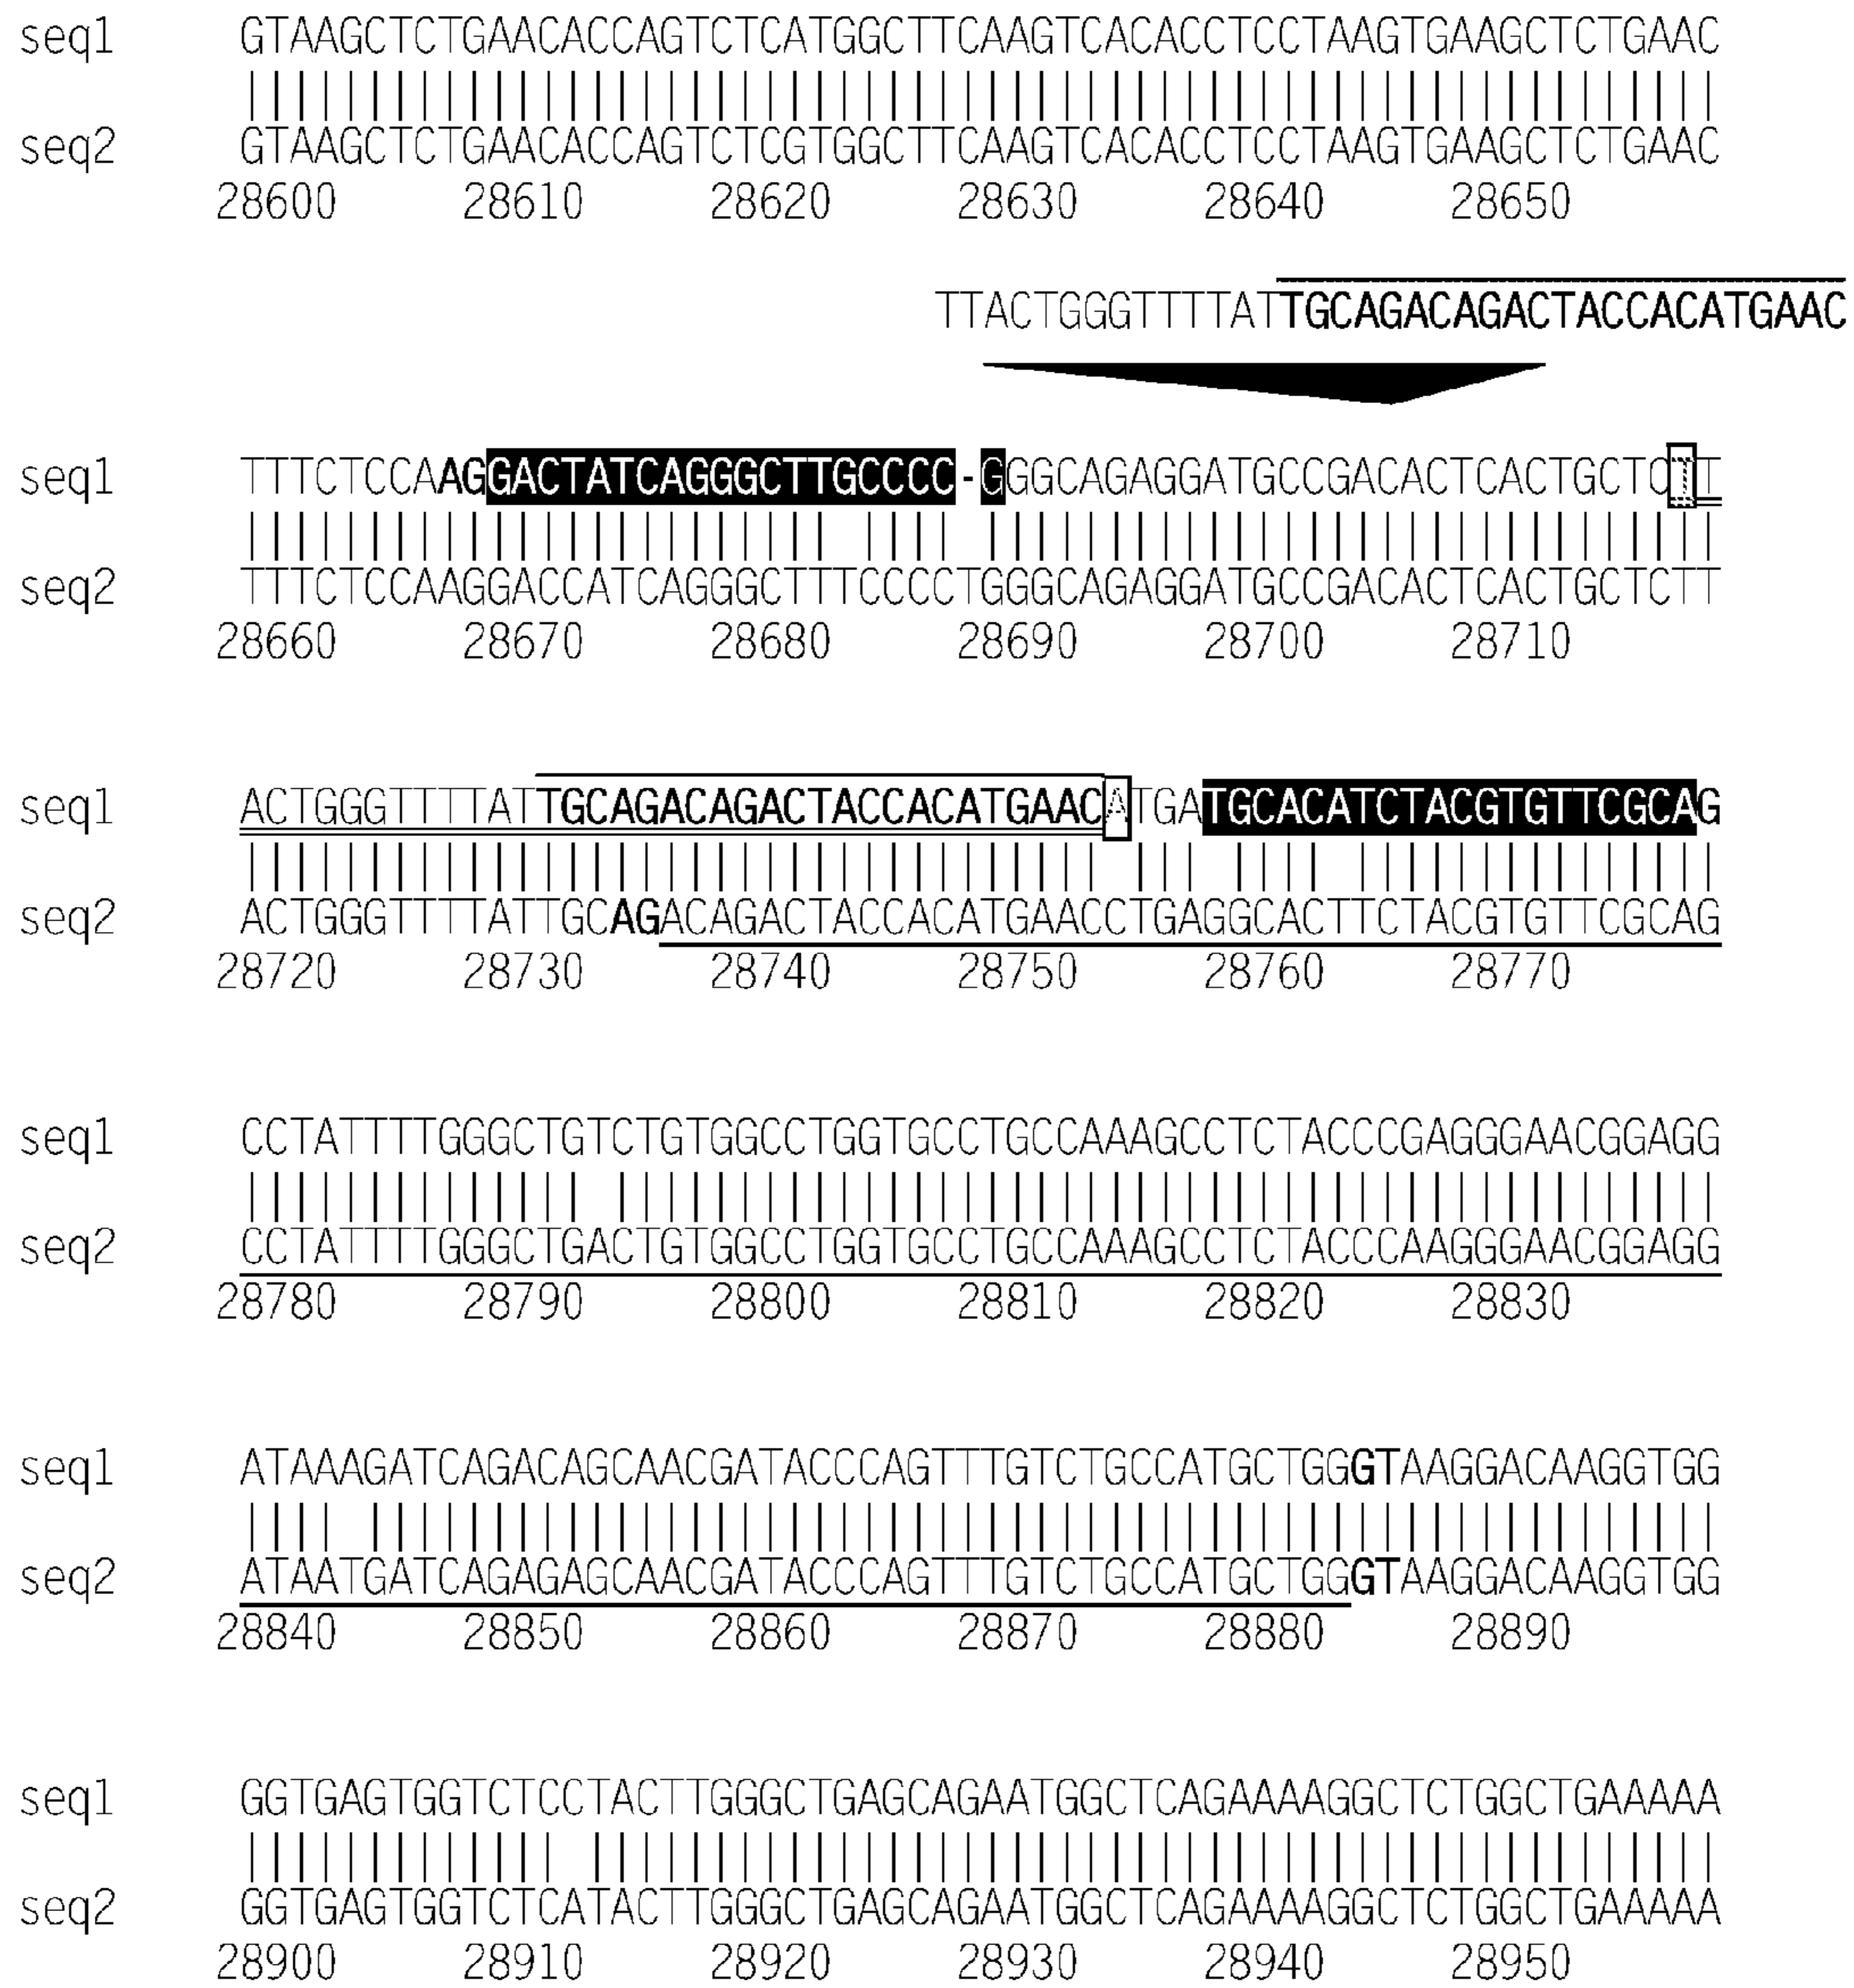 seq1 GTAAGCTCTGAACACCAGTCTCATGGCTTCAAGTCACACCTCCTAAGTGAAGCTCTGAAC
seq2 GTAAGCTCTGAACACCAGTCTCGTGGCTTCAAGTCACACCTCCTAAGTGAAGCTCTGAAC
28600 28610 28620 28630 28640 28650
TTACTGGGTTTTATTGCAGACAGACTACCACATGAAC
seq1 TTTCTCCAAGGACTATCAGGGCTTGCCCC-GGGCAGAGGATGCCGACACTCACTGCTCTT
seq2 TTTCTCCAAGGACCATCAGGGCTTTCCCCTGGGCAGAGGATGCCGACACTCACTGCTCTT
28660 28670 28680 28690 28700 28710
seq1 ACTGGGTTTTATTGCAGACAGACTACCACATGAACATGATGCACATCTACGTGTTCGCAG
seq2 ACTGGGTTTTATTGCAGACAGACTACCACATGAACCTGAGGCACTTCTACGTGTTCGCAG
28720 28730 28740 28750 28760 28770
seq1 CCTATTTTGGGCTGTCTGTGGCCTGGTGCCTGCCAAAGCCTCTACCCGAGGGAACGGAGG
seq2 CCTATTTTGGGCTGACTGTGGCCTGGTGCCTGCCAAAGCCTCTACCCAAGGGAACGGAGG
28780 28790 28800 28810 28820 28830
seq1 ATAAAGATCAGACAGCAACGATACCCAGTTTGTCTGCCATGCTGGGTAAGGACAAGGTGG
seq2 ATAATGATCAGAGAGCAACGATACCCAGTTTGTCTGCCATGCTGGGTAAGGACAAGGTGG
28840 28850 28860 28870 28880 28890
seq1 GGTGAGTGGTCTCCTACTTGGGCTGAGCAGAATGGCTCAGAAAAGGCTCTGGCTGAAAAA
seq2 GGTGAGTGGTCTCATACTTGGGCTGAGCAGAATGGCTCAGAAAAGGCTCTGGCTGAAAAA
28900 28910 28920 28930 28940 28950